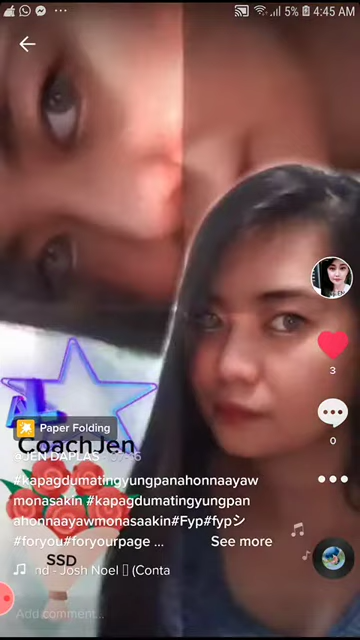 5% 4:45 AM
3
0
Paper Folding
CoachJen
@JEN DAPLAS
#kapagdumatingyungpanahonnaayaw
monasakin #kapagdumatingyungpan
ahonnaayawmonasaakin#Fyp#fypシ
#foryou#foryourpage ... See more
SSD
nd - Josh Noel (Conta
Add comment...